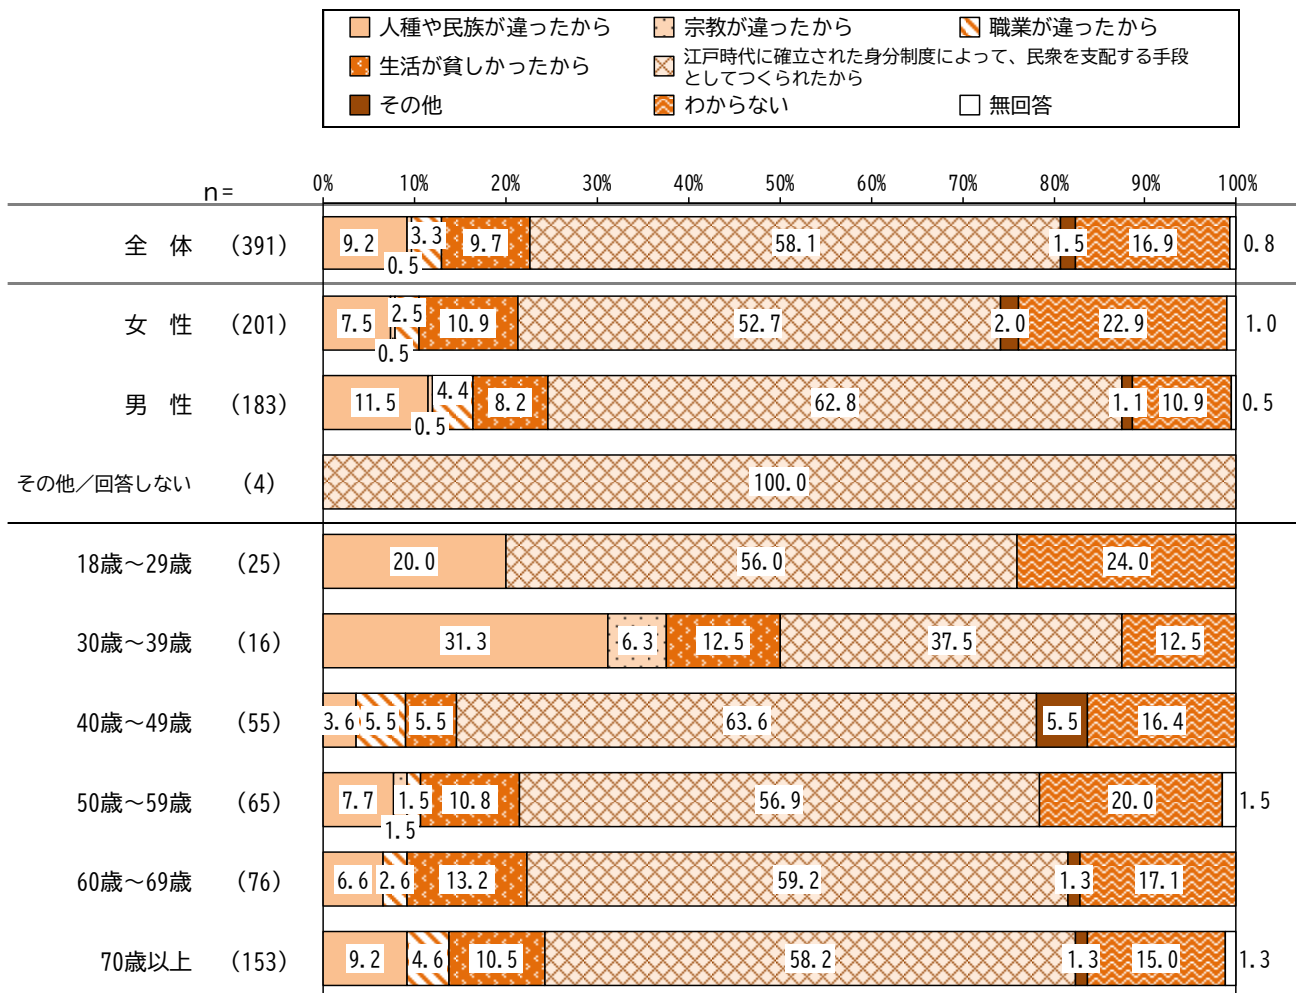 人種や民族が違ったから 宗教が違ったから 職業が違ったから
生活が貧しかったから 江戸時代に確立された身分制度によって、民衆を支配する手段
としてつくられたから
その他 わからない 無回答
n= 0% 10% 20% 30% 40% 50% 60% 70% 80% 90% 100%
全 体 (391) 9.2 0.5 3.3 9.7 58.1 1.5 16.9 0.8
女 性 (201) 7.5 0.5 2.5 10.9 52.7 2.0 22.9 1.0
男 性 (183) 11.5 0.5 4.4 8.2 62.8 1.1 10.9 0.5
その他／回答しない (4) 100.0
18歳～29歳 (25) 20.0 56.0 24.0
30歳～39歳 (16) 31.3 6.3 12.5 37.5 12.5
40歳～49歳 (55) 3.6 5.5 5.5 63.6 5.5 16.4
50歳～59歳 (65) 7.7 1.5 1.5 10.8 56.9 20.0 1.5
60歳～69歳 (76) 6.6 2.6 13.2 59.2 1.3 17.1
70歳以上 (153) 9.2 4.6 10.5 58.2 1.3 15.0 1.3